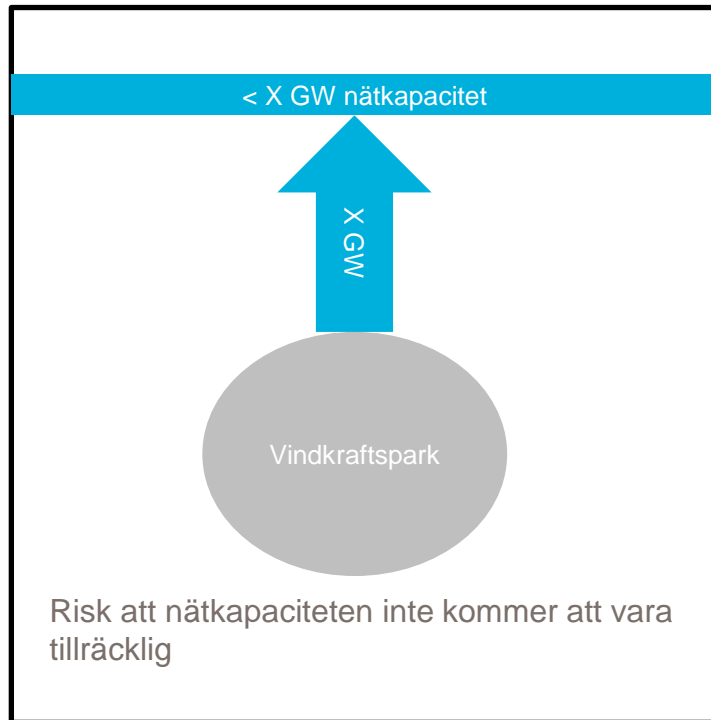 < X GW nätkapacitet
X GW
Vindkraftspark
Risk att nätkapaciteten inte kommer att vara
tillräcklig